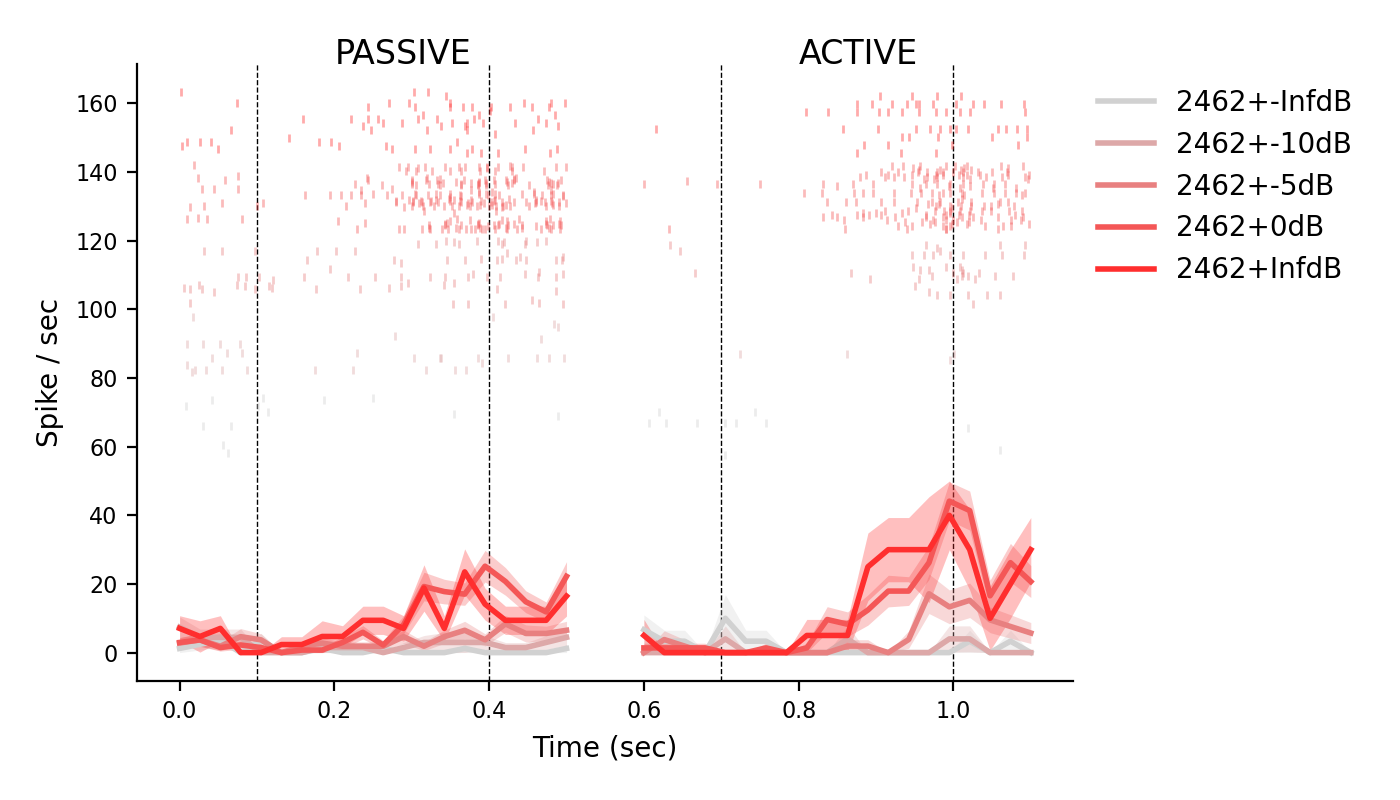 PASSIVE ACTIVE
160
140
120
100
80
60
40
20
0
Spike / sec
0.0 0.2 0.4 0.6 0.8 1.0
Time (sec)
2462+-InfdB
2462+-10dB
2462+-5dB
2462+0dB
2462+InfdB